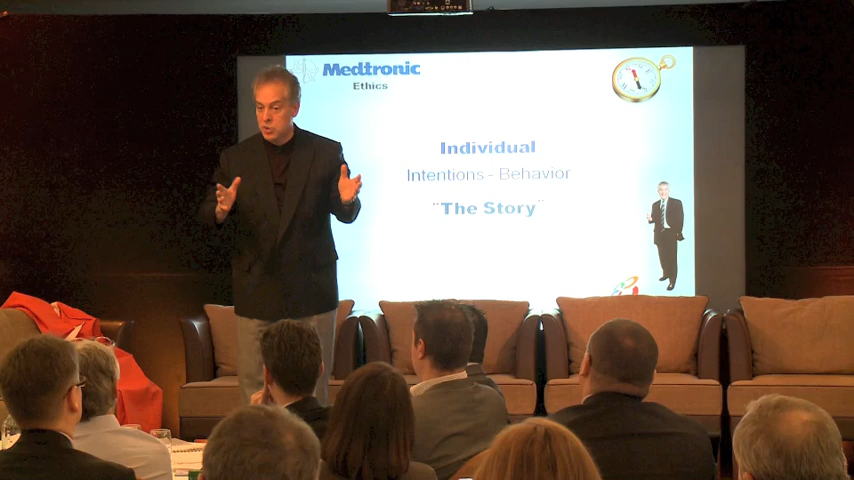 Medtronic
Ethics
Individual
Intentions - Behavior
¨The Story¨